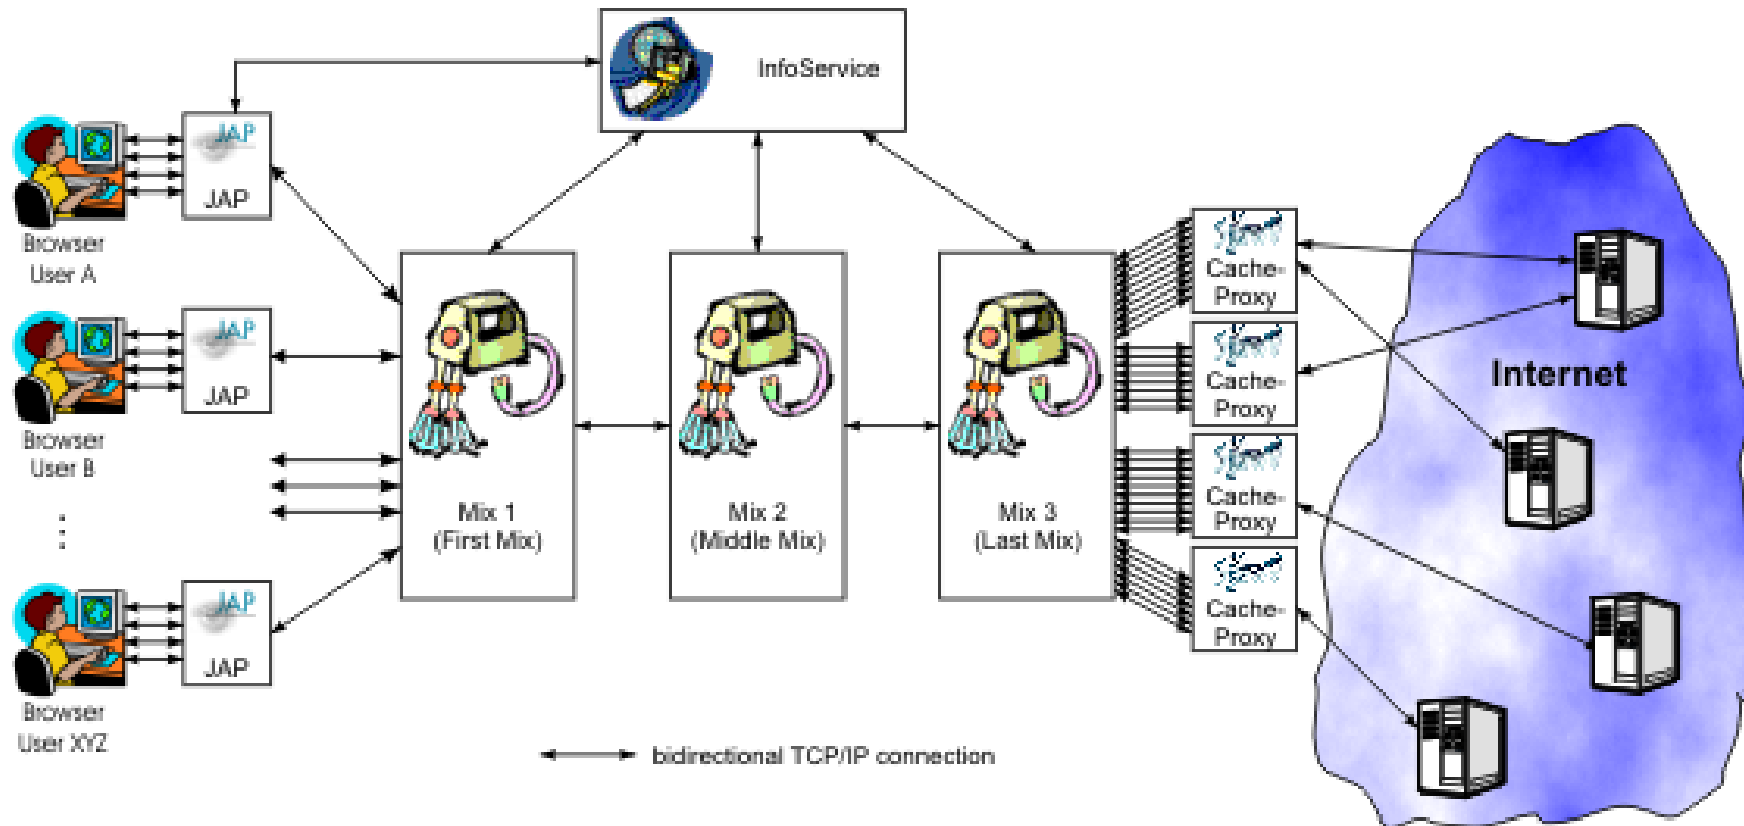 InfoService
JAP
JAP
Browser
User A
JAP
JAP
Browser
User B
JAP
JAP
Browser
User XYZ
Mix 1
(First Mix)
Mix 2
(Middle Mix)
Mix 3
(Last Mix)
Cache-
Proxy
Cache-
Proxy
Cache-
Proxy
Cache-
Proxy
Internet
bidirectional TCP/IP connection